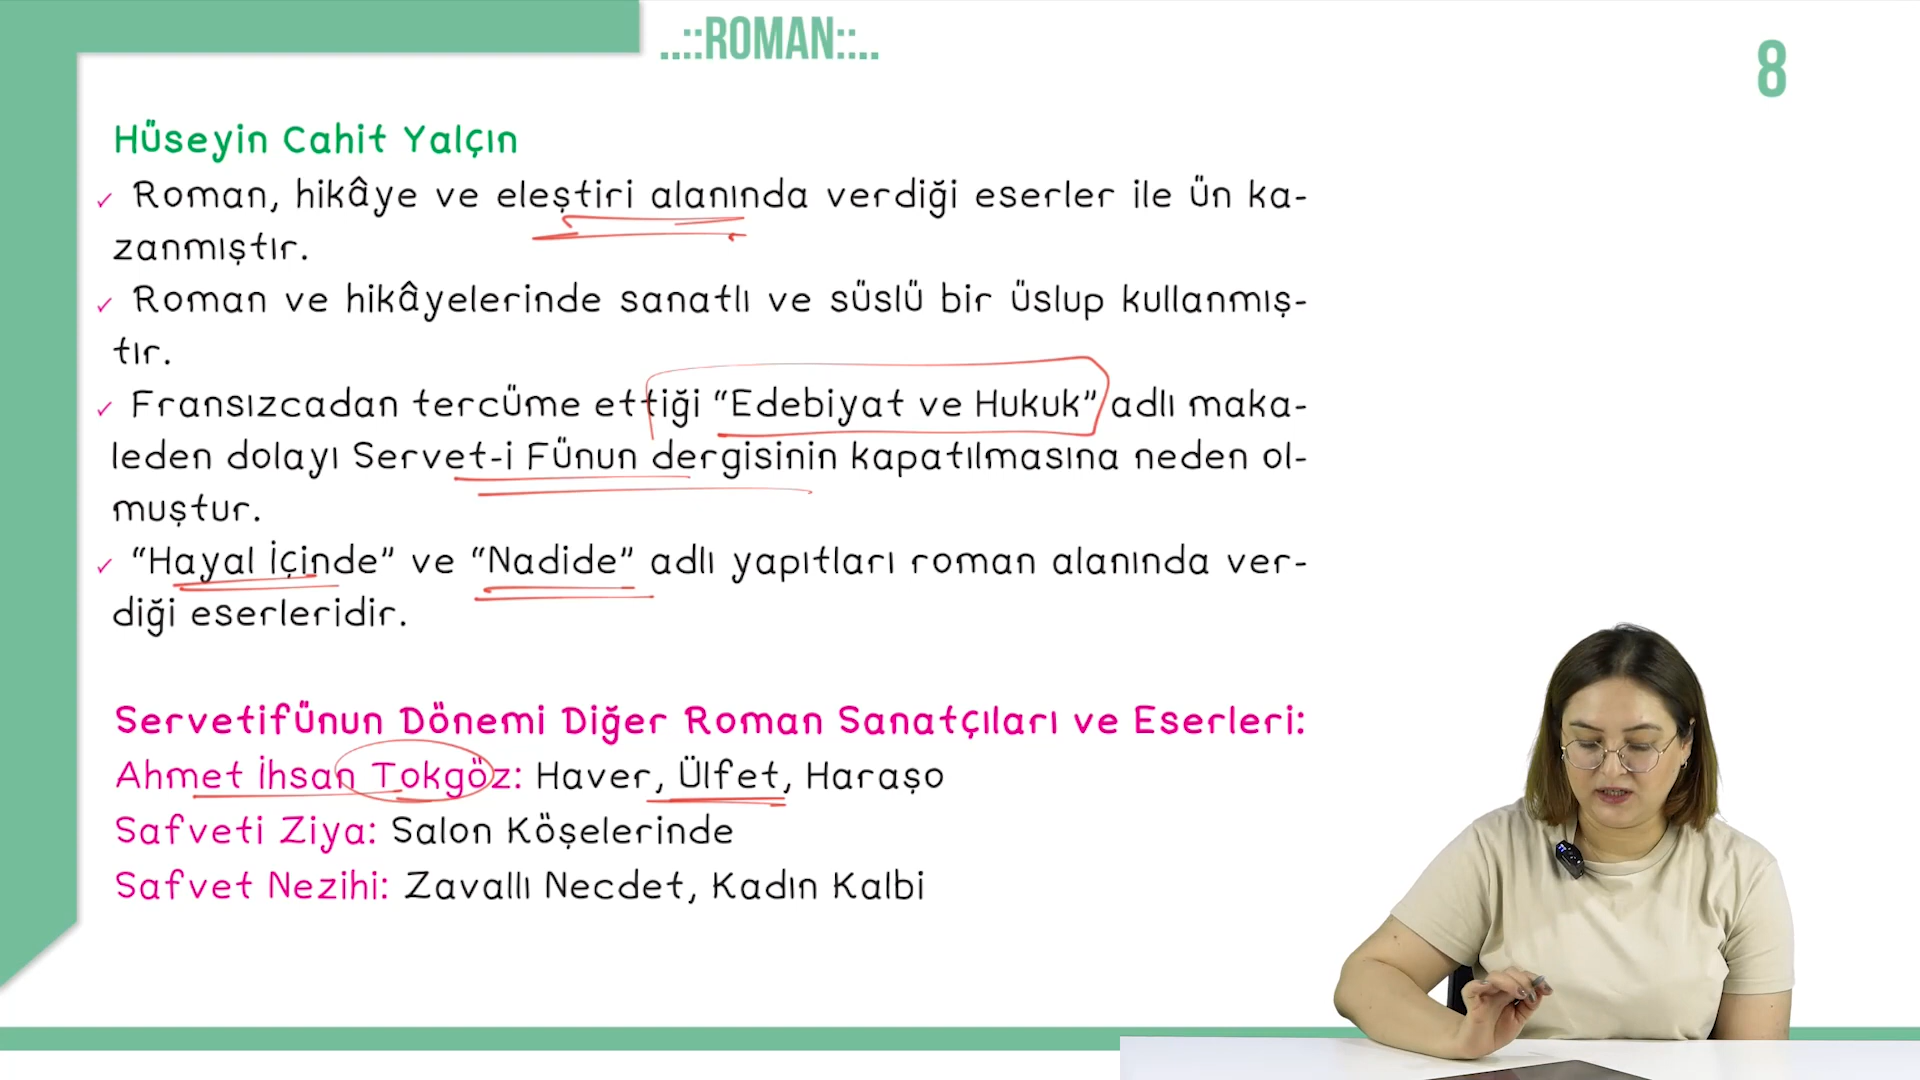 ..::ROMAN::..
8
Hüseyin Cahit Yalçın
✓ Roman, hikâye ve eleştiri alanında verdiği eserler ile ün ka-
zanmıştır.
✓ Roman ve hikâyelerinde sanatlı ve süslü bir üslup kullanmış-
tır.
✓ Fransızcadan tercüme ettiği “Edebiyat ve Hukuk” adlı maka-
leden dolayı Servet-i Fünun dergisinin kapatılmasına neden ol-
muştur.
✓ “Hayal İçinde” ve “Nadide” adlı yapıtları roman alanında ver-
diği eserleridir.
Servetifünun Dönemi Diğer Roman Sanatçıları ve Eserleri:
Ahmet İhsan Tokgöz: Haver, Ülfet, Haraşo
Safveti Ziya: Salon Köşelerinde
Safvet Nezihi: Zavallı Necdet, Kadın Kalbi